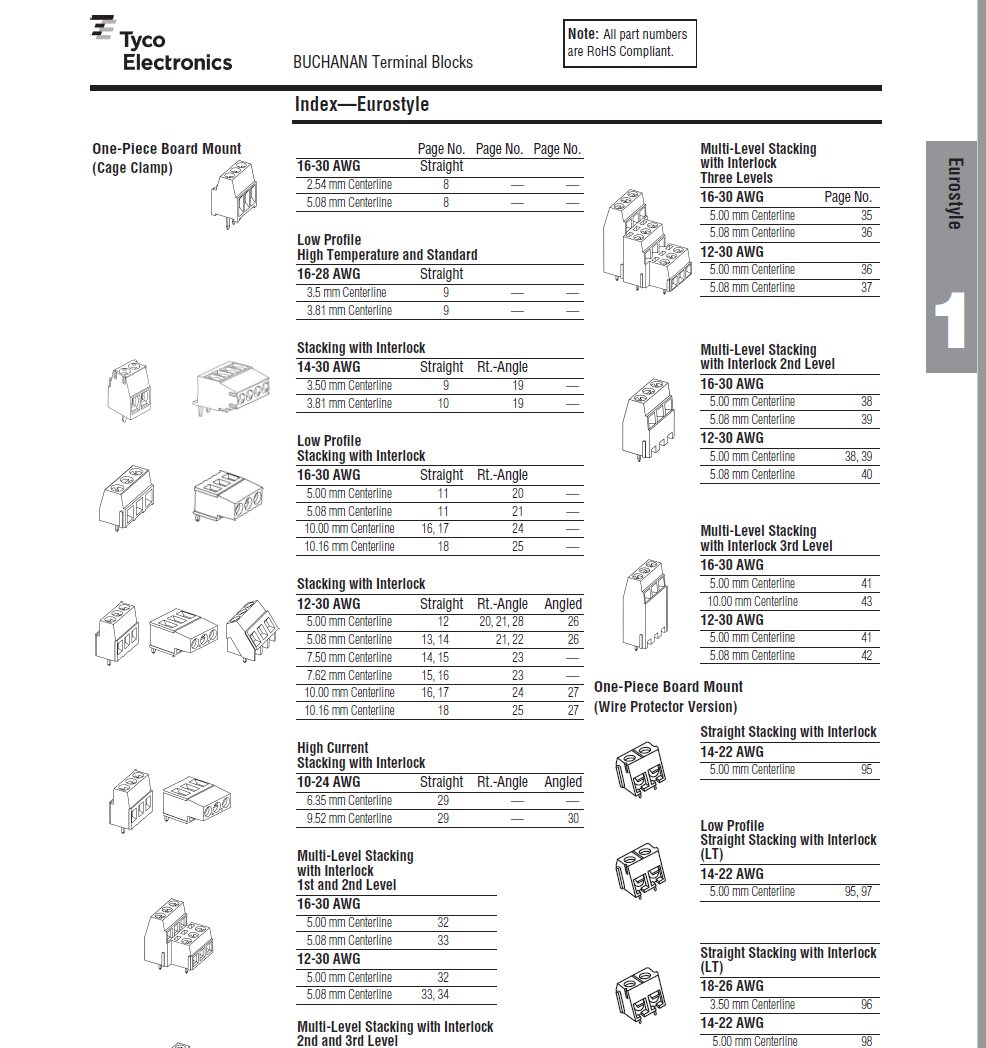 Tyco
Electronics
BUCHANAN Terminal Blocks
Note: All part numbers
are RoHS Compliant.
Index—Eurostyle
One-Piece Board Mount
(Cage Clamp)
Page No. Page No. Page No.
16-30 AWG Straight
2.54 mm Centerline 8 — —
5.08 mm Centerline 8 — —
Low Profile
High Temperature and Standard
16-28 AWG Straight
3.5 mm Centerline 9 — —
3.81 mm Centerline 9 — —
Stacking with Interlock
14-30 AWG Straight Rt.-Angle
3.50 mm Centerline 9 19 —
3.81 mm Centerline 10 19 —
Low Profile
Stacking with Interlock
16-30 AWG Straight Rt.-Angle
5.00 mm Centerline 11 20 —
5.08 mm Centerline 11 21 —
10.00 mm Centerline 16, 17 24 —
10.16 mm Centerline 18 25 —
Stacking with Interlock
12-30 AWG Straight Rt.-Angle Angled
5.00 mm Centerline 12 20, 21, 28 26
5.08 mm Centerline 13, 14 21, 22 26
7.50 mm Centerline 14, 15 23 —
7.62 mm Centerline 15, 16 23 —
10.00 mm Centerline 16, 17 24 27
10.16 mm Centerline 18 25 27
High Current
Stacking with Interlock
10-24 AWG Straight Rt.-Angle Angled
6.35 mm Centerline 29 — —
9.52 mm Centerline 29 — 30
Multi-Level Stacking
with Interlock
1st and 2nd Level
16-30 AWG
5.00 mm Centerline 32
5.08 mm Centerline 33
12-30 AWG
5.00 mm Centerline 32
5.08 mm Centerline 33, 34
Multi-Level Stacking with Interlock
2nd and 3rd Level
Multi-Level Stacking
with Interlock
Three Levels
16-30 AWG Page No.
5.00 mm Centerline 35
5.08 mm Centerline 36
12-30 AWG
5.00 mm Centerline 36
5.08 mm Centerline 37
Multi-Level Stacking
with Interlock 2nd Level
16-30 AWG
5.00 mm Centerline 38
5.08 mm Centerline 39
12-30 AWG
5.00 mm Centerline 38, 39
5.08 mm Centerline 40
Multi-Level Stacking
with Interlock 3rd Level
16-30 AWG
5.00 mm Centerline 41
10.00 mm Centerline 43
12-30 AWG
5.00 mm Centerline 41
5.08 mm Centerline 42
One-Piece Board Mount
(Wire Protector Version)
Straight Stacking with Interlock
14-22 AWG
5.00 mm Centerline 95
Low Profile
Straight Stacking with Interlock
(LT)
14-22 AWG
5.00 mm Centerline 95, 97
Straight Stacking with Interlock
(LT)
18-26 AWG
3.50 mm Centerline 96
14-22 AWG
5.00 mm Centerline 98
Eurostyle
1